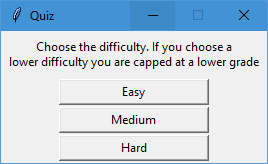 Quiz
Choose the difficulty. If you choose a
lower difficulty you are capped at a lower grade
Easy
Medium
Hard